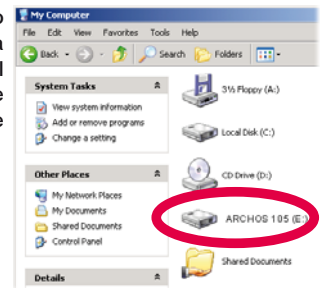 My Computer
File Edit View Favorites Tools Help
Back Search Folders
System Tasks
View system information
Add or remove programs
Change a setting
Other Places
My Network Places
My Documents
Shared Documents
Control Panel
Details
3½ Floppy (A:)
Local Disk (C:)
CD Drive (D:)
ARCHOS 105 (E:)
Shared Documents